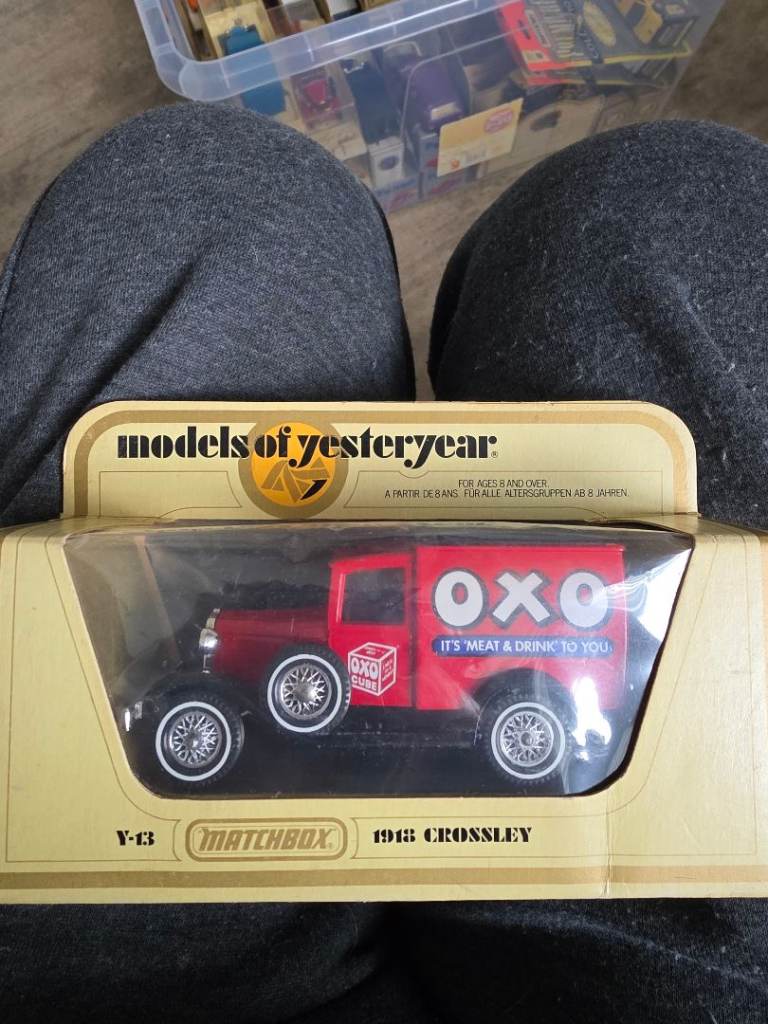 models of yesteryear®
FOR AGES 8 AND OVER.
A PARTIR DE 8 ANS. FÜR ALLE ALTERSGRUPPEN AB 8 JAHREN.
OXO
IT'S 'MEAT & DRINK' TO YOU
OXO
CUBE
Y-13
MATCHBOX
1918 CROSSLEY